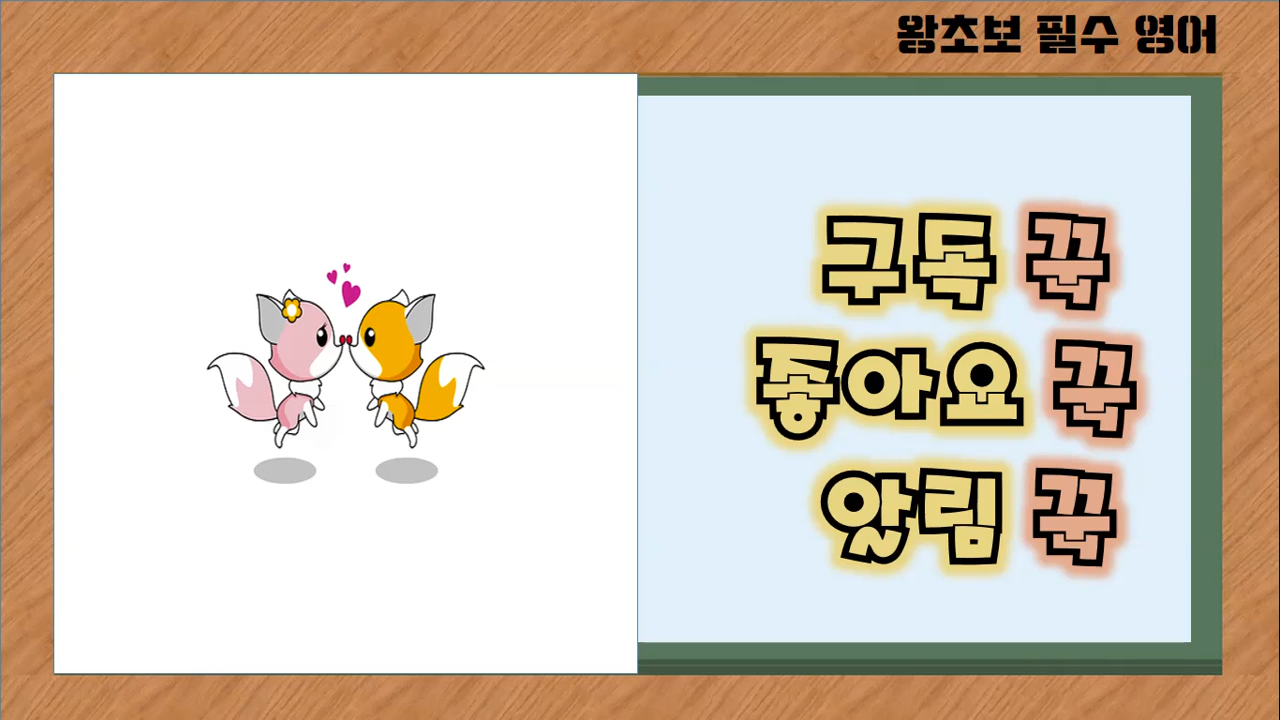 왕초보 필수 영어
구독 꾹
좋아요 꾹
알림 꾹